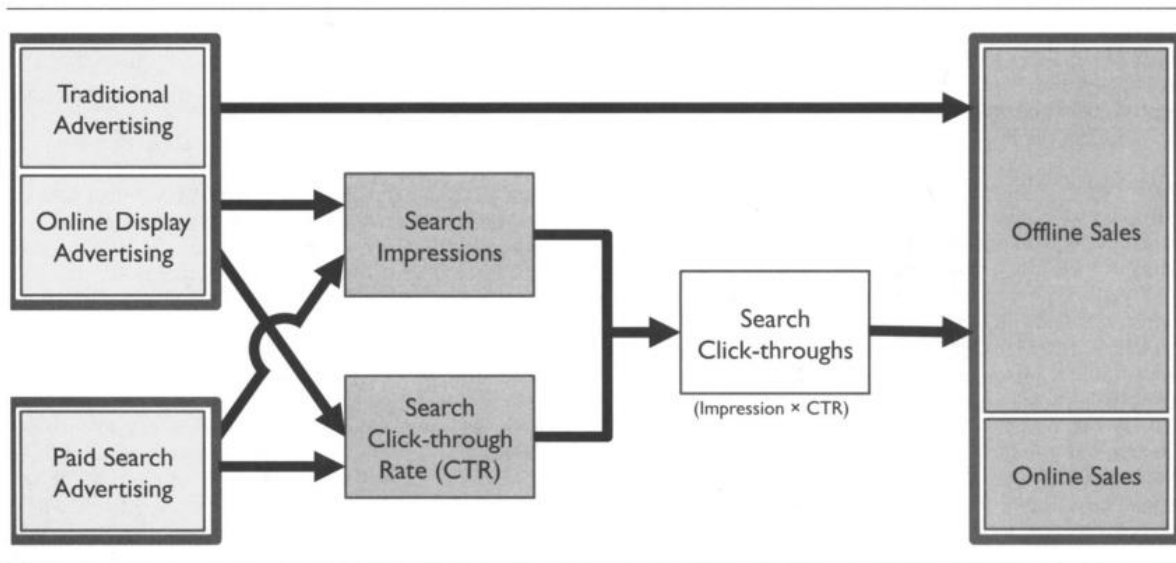 Traditional
Advertising
Online Display
Advertising
Paid Search
Advertising
Search
Impressions
Search
Click-through
Rate (CTR)
Search
Click-throughs
(Impression × CTR)
Offline Sales
Online Sales